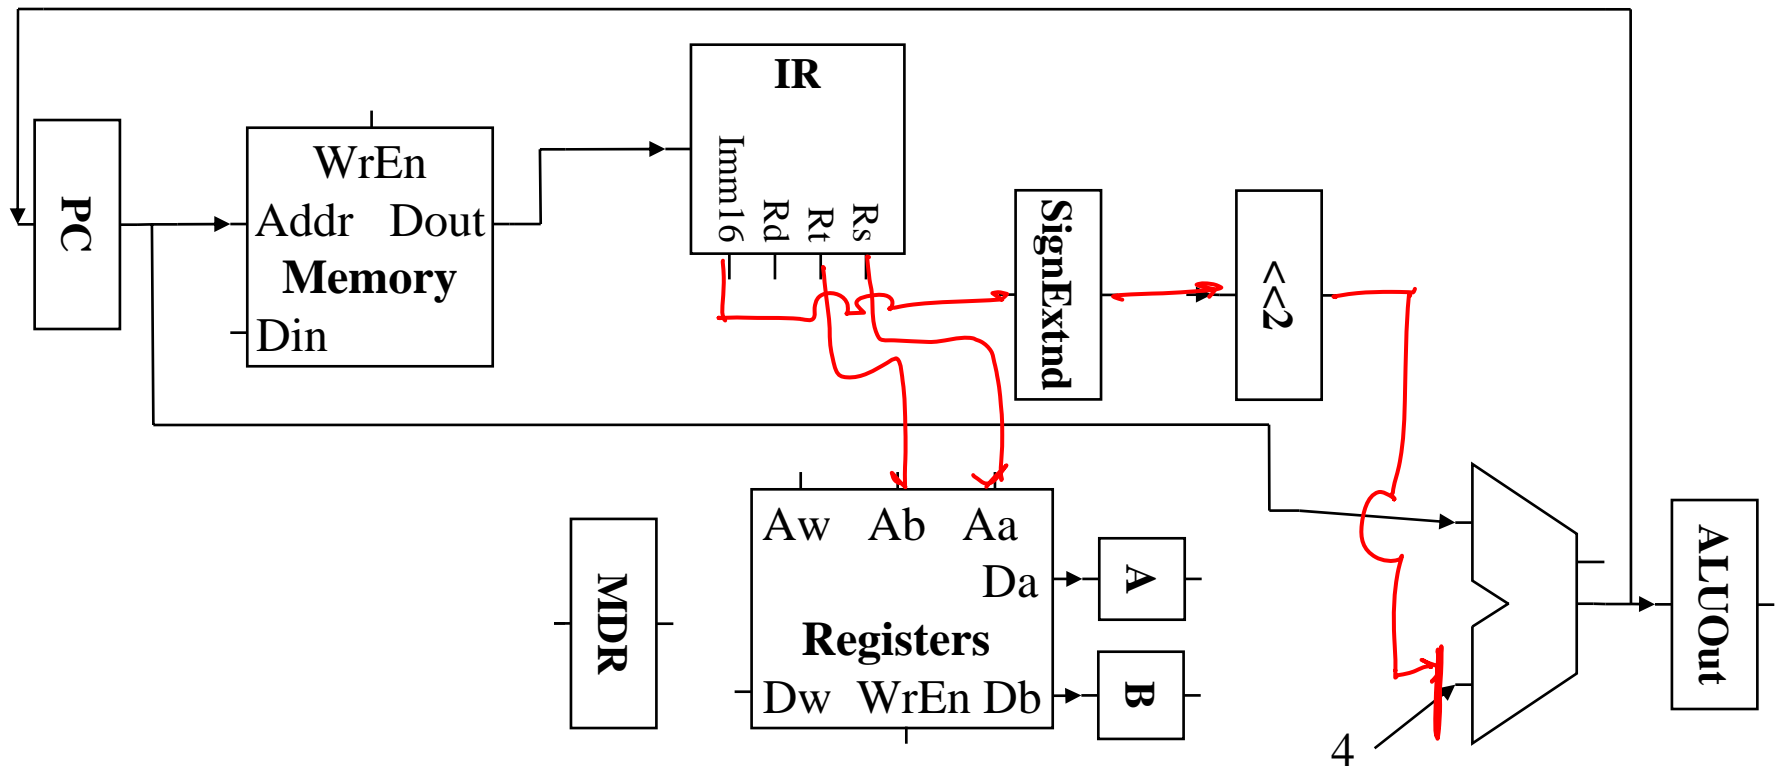 IR
Imm16
Rd
Rt
Rs
PC
WrEn
Addr Dout
Memory
Din
SignExtnd
<<2
Aw Ab Aa
Da
Registers
Dw WrEn Db
MDR
A
B
4
ALUOut